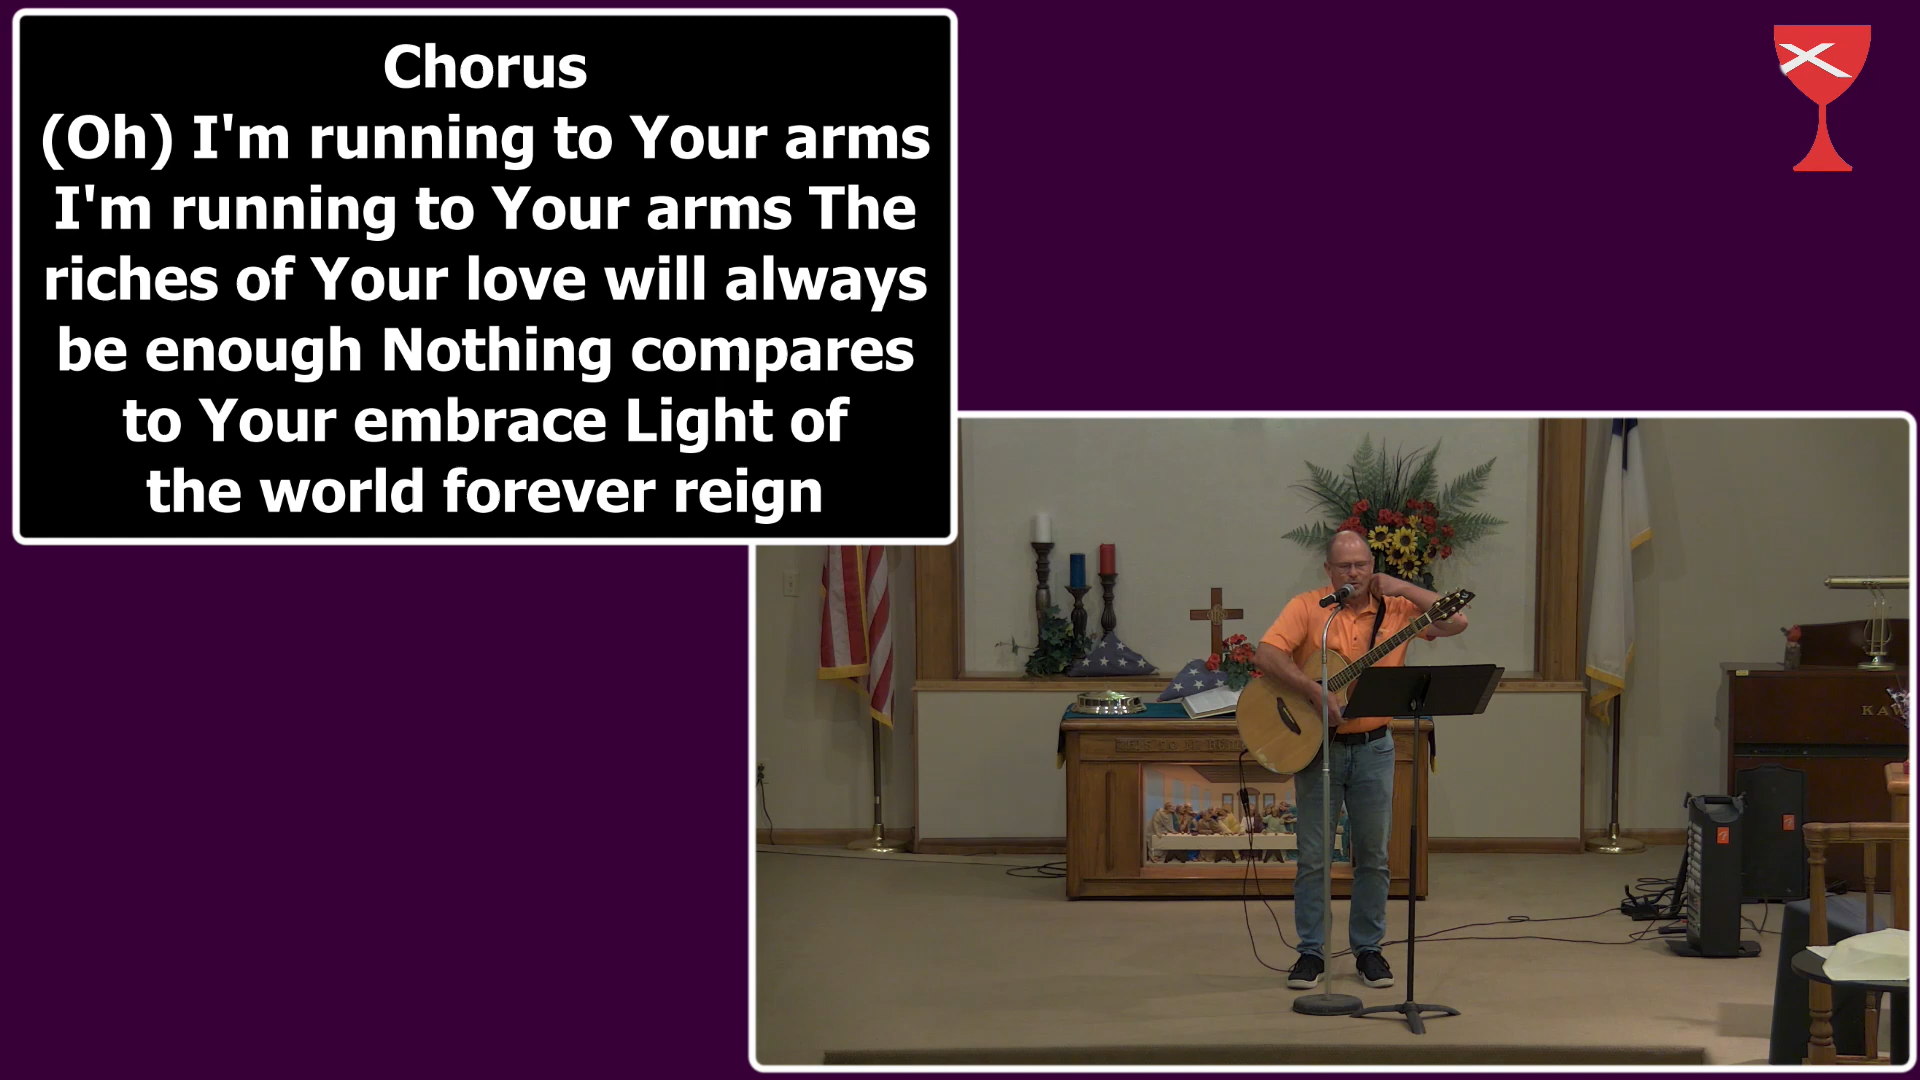 Chorus
(Oh) I'm running to Your arms
I'm running to Your arms The
riches of Your love will always
be enough Nothing compares
to Your embrace Light of
the world forever reign